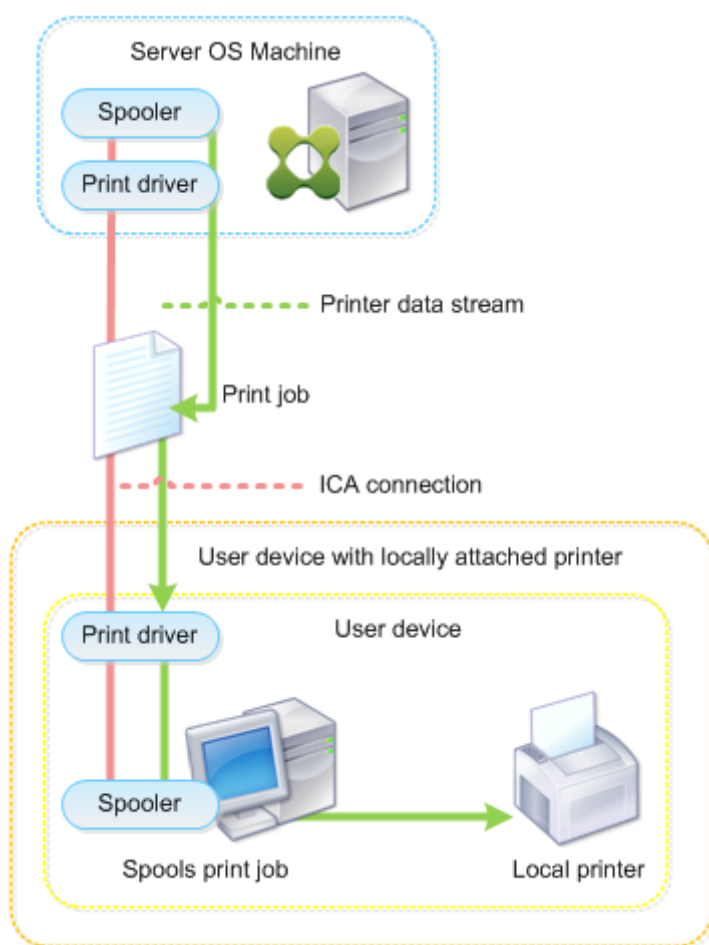 Server OS Machine
Spooler
Print driver
Printer data stream
Print job
ICA connection
User device with locally attached printer
Print driver
User device
Spooler
Spools print job
Local printer